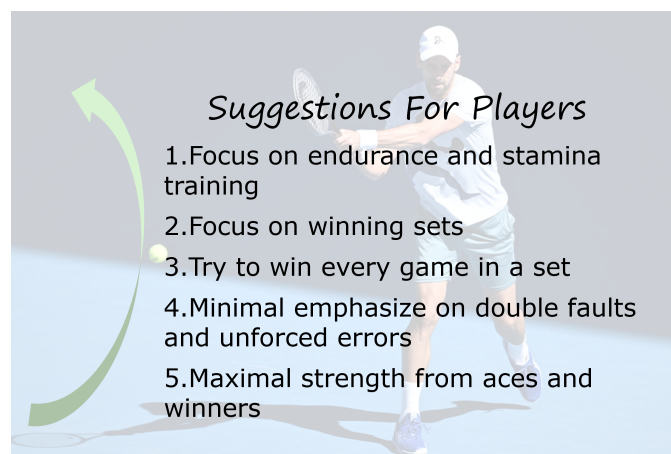 Suggestions For Players
1.Focus on endurance and stamina
training
2.Focus on winning sets
3.Try to win every game in a set
4.Minimal emphasize on double faults
and unforced errors
5.Maximal strength from aces and
winners